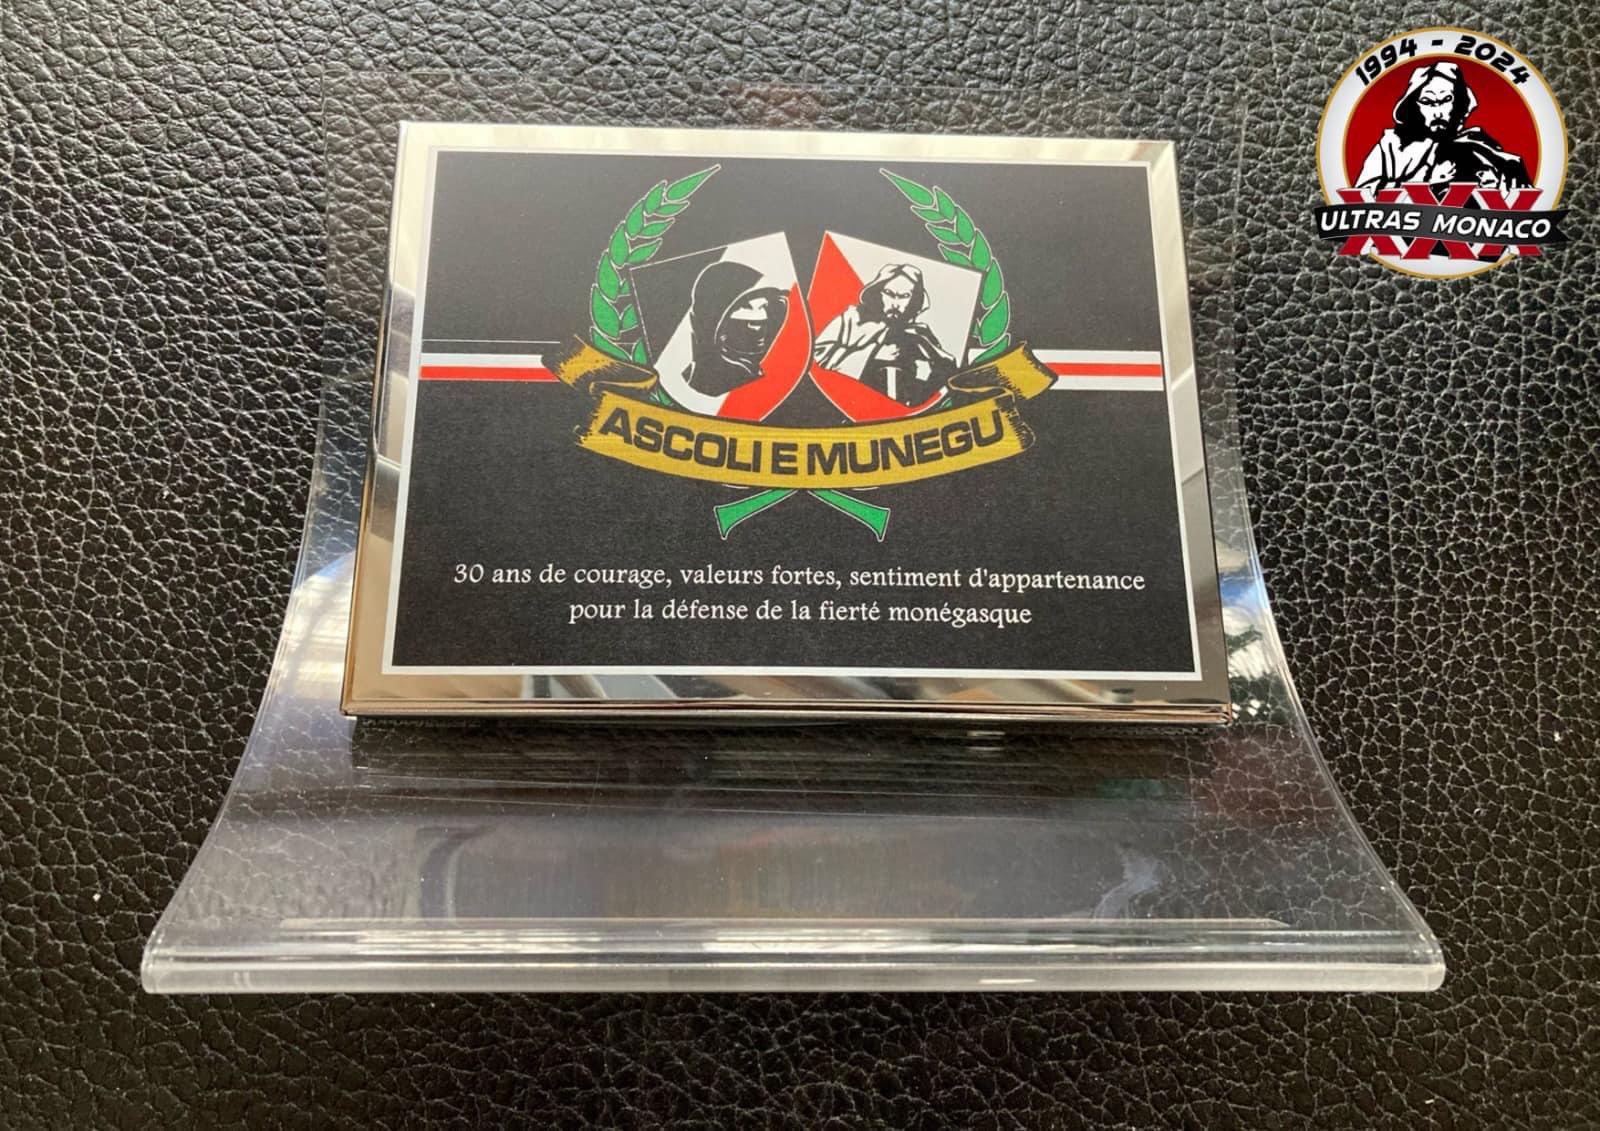 1994 - 2024
XXX
ULTRAS MONACO
ASCOLI E MUNEGU
30 ans de courage, valeurs fortes, sentiment d'appartenance
pour la défense de la fierté monégasque